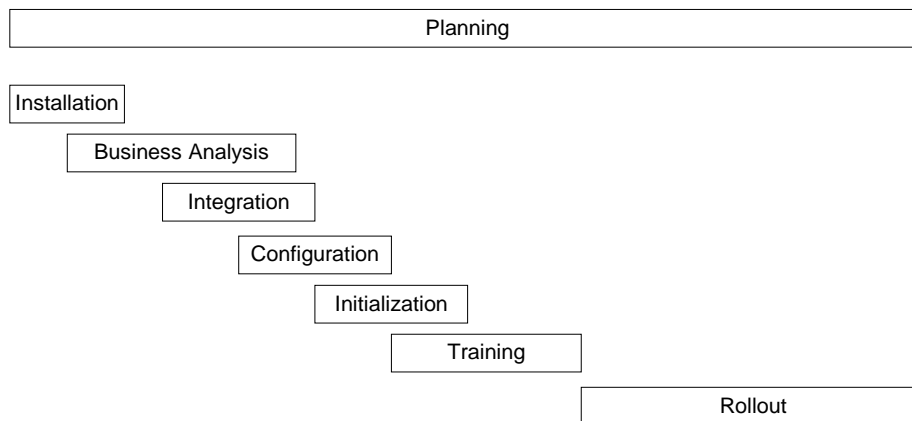 Planning
Installation
Business Analysis
Integration
Configuration
Initialization
Training
Rollout